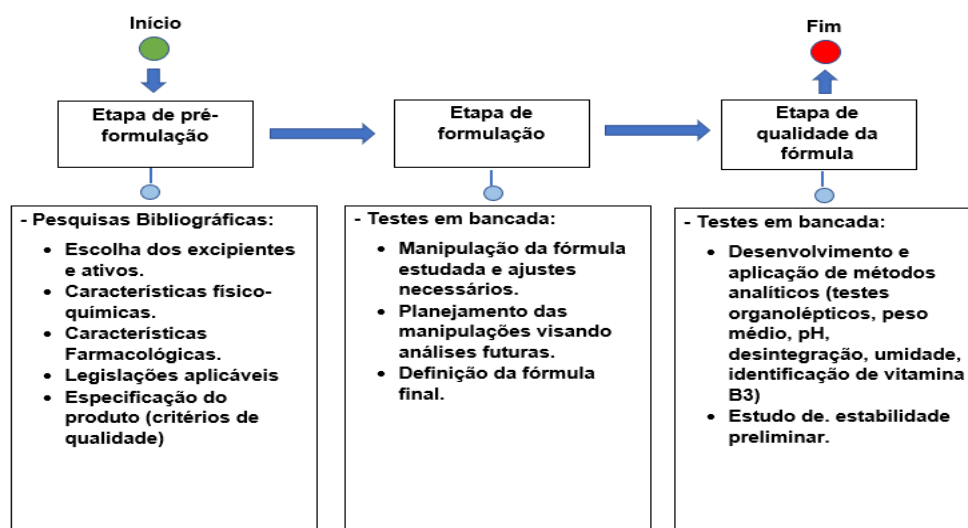 Início
Fim
Etapa de pré-
formulação
Etapa de
formulação
Etapa de
qualidade da
fórmula
- Pesquisas Bibliográficas:
• Escolha dos excipientes
e ativos.
• Características físico-
químicas.
• Características
Farmacológicas.
• Legislações aplicáveis
• Especificação do
produto (critérios de
qualidade)
- Testes em bancada:
• Manipulação da fórmula
estudada e ajustes
necessários.
• Planejamento das
manipulações visando
análises futuras.
• Definição da fórmula
final.
- Testes em bancada:
• Desenvolvimento e
aplicação de métodos
analíticos (testes
organolépticos, peso
médio, pH,
desintegração, umidade,
identificação de vitamina
B3)
• Estudo de. estabilidade
preliminar.